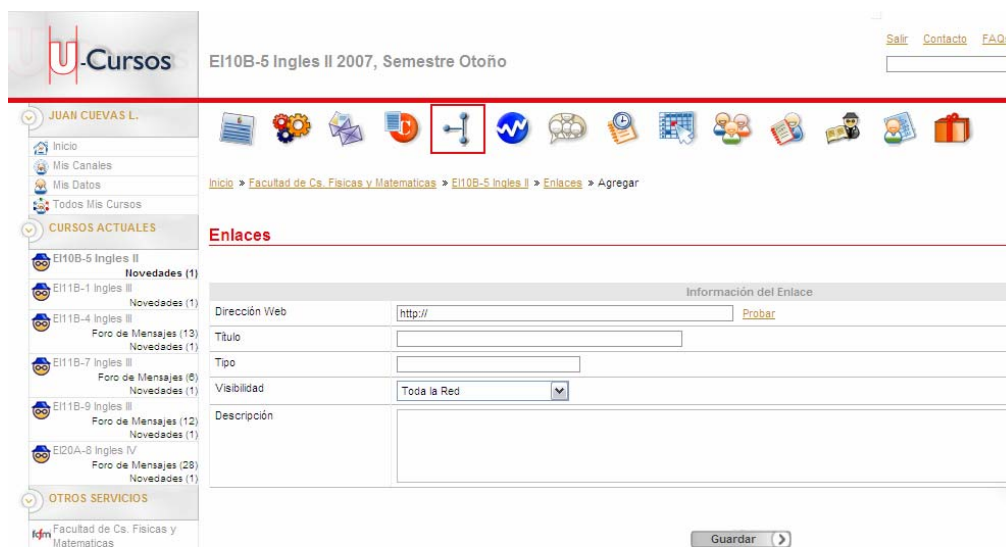 U-Cursos
EI10B-5 Ingles II 2007, Semestre Otoño
Salir Contacto FAQs
JUAN CUEVAS L.
Inicio
Mis Canales
Mis Datos
Todos Mis Cursos
CURSOS ACTUALES
EI10B-5 Ingles II
Novedades (1)
EI11B-1 Ingles III
Novedades (1)
EI11B-4 Ingles III
Foro de Mensajes (13)
Novedades (1)
EI11B-7 Ingles III
Foro de Mensajes (6)
Novedades (1)
EI11B-9 Ingles III
Foro de Mensajes (12)
Novedades (1)
EI20A-8 Ingles IV
Foro de Mensajes (28)
Novedades (1)
OTROS SERVICIOS
fcfm Facultad de Cs. Fisicas y
Matematicas
Inicio » Facultad de Cs. Fisicas y Matematicas » EI10B-5 Ingles II » Enlaces » Agregar
Enlaces
Información del Enlace
Dirección Web http:// Probar
Título
Tipo
Visibilidad Toda la Red
Descripción
Guardar